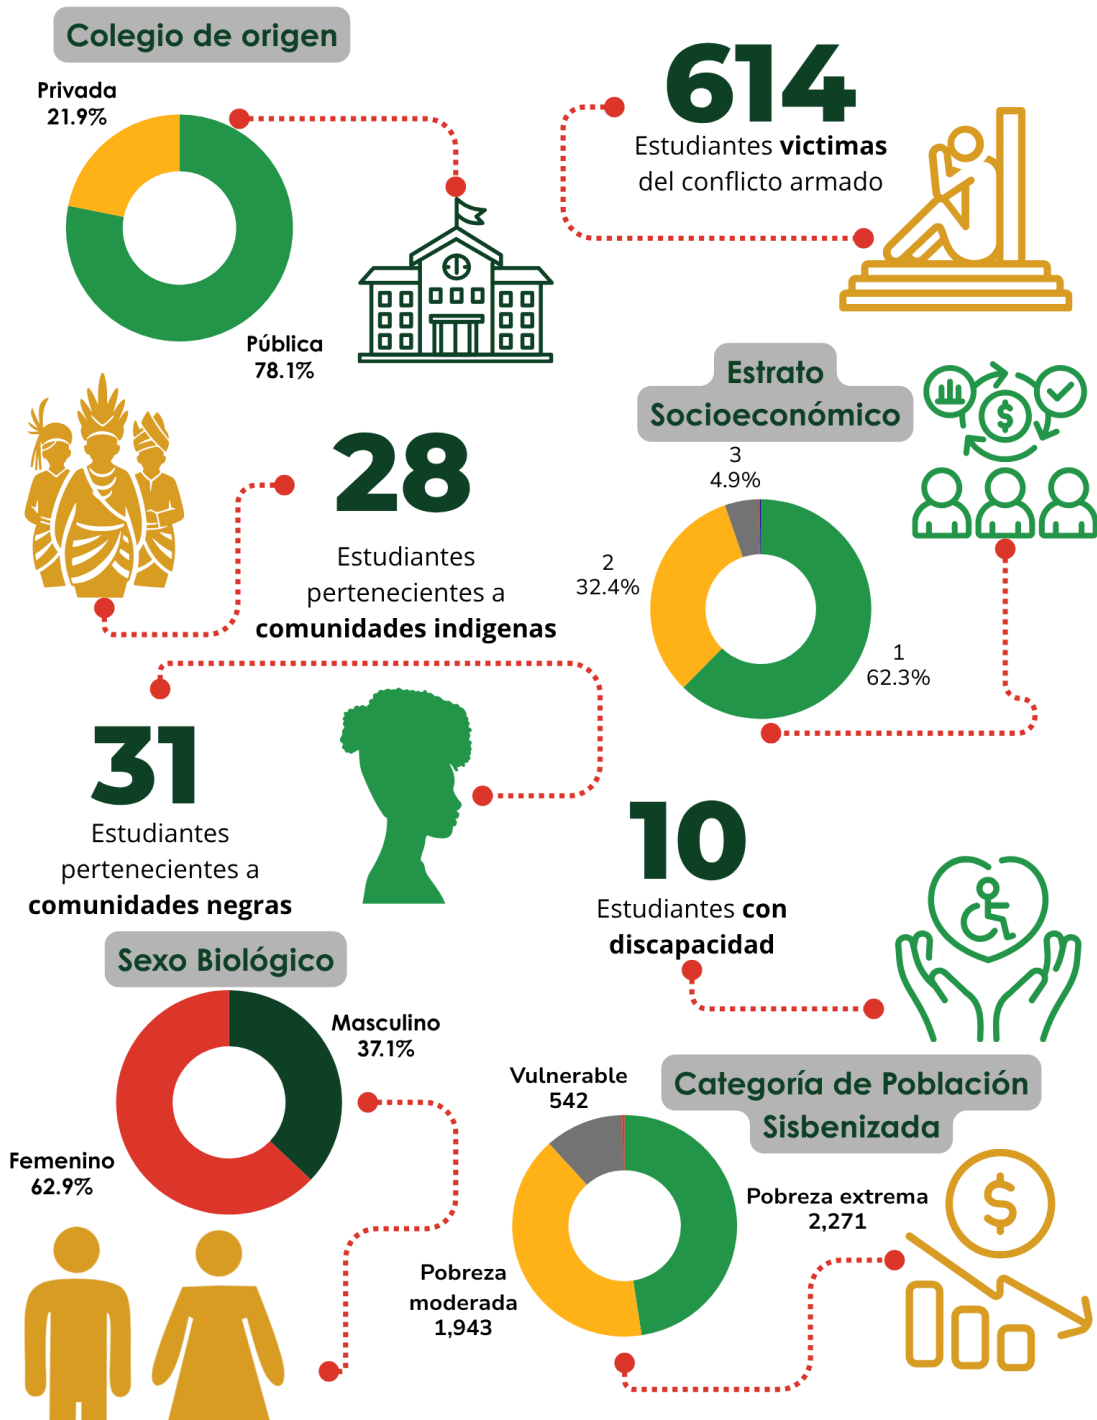 Colegio de origen
Privada
21.9%
Pública
78.1%
614
Estudiantes victimas
del conflicto armado
28
Estudiantes
pertenecientes a
comunidades indigenas
Estrato
Socioeconómico
3
4.9%
2
32.4%
1
62.3%
31
Estudiantes
pertenecientes a
comunidades negras
10
Estudiantes con
discapacidad
Sexo Biológico
Masculino
37.1%
Femenino
62.9%
Categoría de Población
Sisbenizada
Vulnerable
542
Pobreza extrema
2,271
Pobreza
moderada
1,943
$
$